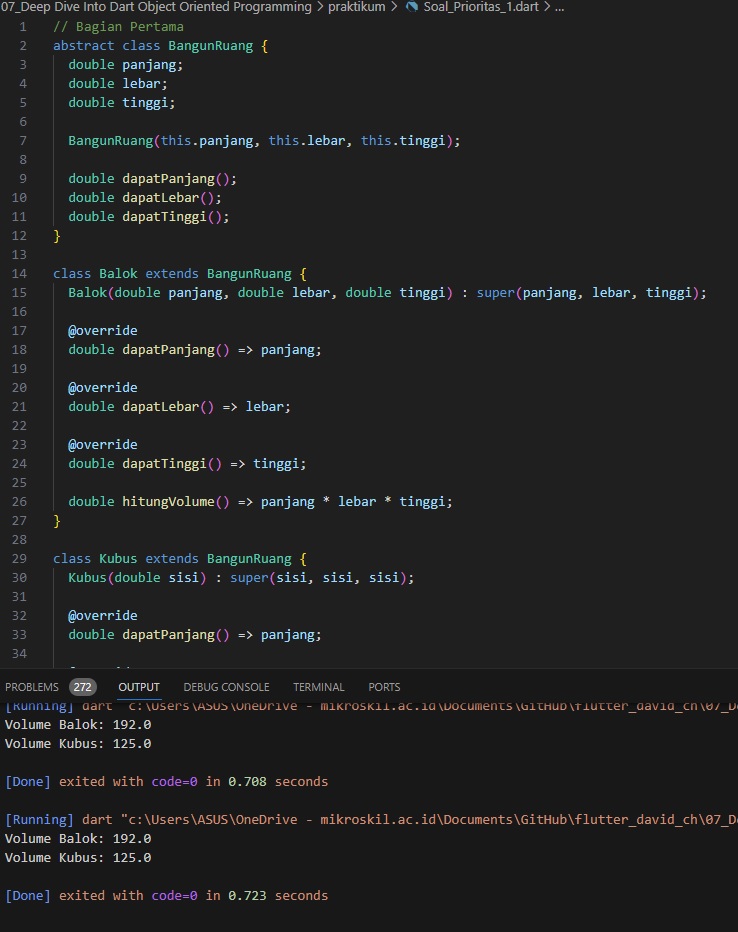 07_Deep Dive Into Dart Object Oriented Programming > praktikum > Soal_Prioritas_1.dart > ...
1 // Bagian Pertama
2 abstract class BangunRuang {
3 double panjang;
4 double lebar;
5 double tinggi;
6
7 BangunRuang(this.panjang, this.lebar, this.tinggi);
8
9 double dapatPanjang();
10 double dapatLebar();
11 double dapatTinggi();
12 }
13
14 class Balok extends BangunRuang {
15 Balok(double panjang, double lebar, double tinggi) : super(panjang, lebar, tinggi);
16
17 @override
18 double dapatPanjang() => panjang;
19
20 @override
21 double dapatLebar() => lebar;
22
23 @override
24 double dapatTinggi() => tinggi;
25
26 double hitungVolume() => panjang * lebar * tinggi;
27 }
28
29 class Kubus extends BangunRuang {
30 Kubus(double sisi) : super(sisi, sisi, sisi);
31
32 @override
33 double dapatPanjang() => panjang;
34
PROBLEMS 272 OUTPUT DEBUG CONSOLE TERMINAL PORTS
[Running] dart "c:\Users\ASUS\OneDrive - mikroskil.ac.id\Documents\GitHub\flutter_david_ch\07_D
Volume Balok: 192.0
Volume Kubus: 125.0
[Done] exited with code=0 in 0.708 seconds
[Running] dart "c:\Users\ASUS\OneDrive - mikroskil.ac.id\Documents\GitHub\flutter_david_ch\07_D
Volume Balok: 192.0
Volume Kubus: 125.0
[Done] exited with code=0 in 0.723 seconds